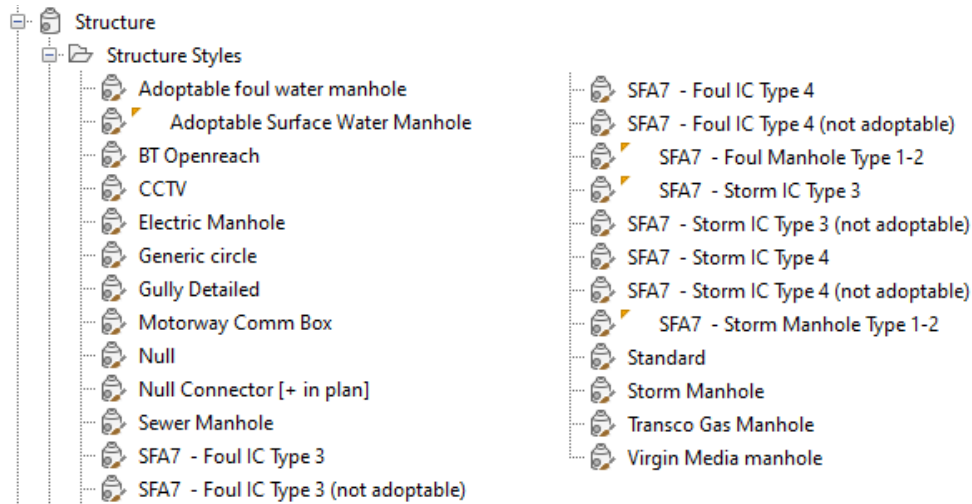 Structure
Structure Styles
Adoptable foul water manhole
Adoptable Surface Water Manhole
BT Openreach
CCTV
Electric Manhole
Generic circle
Gully Detailed
Motorway Comm Box
Null
Null Connector [+ in plan]
Sewer Manhole
SFA7  - Foul IC Type 3
SFA7  - Foul IC Type 3 (not adoptable)
SFA7  - Foul IC Type 4
SFA7  - Foul IC Type 4 (not adoptable)
SFA7  - Foul Manhole Type 1-2
SFA7  - Storm IC Type 3
SFA7  - Storm IC Type 3 (not adoptable)
SFA7  - Storm IC Type 4
SFA7  - Storm IC Type 4 (not adoptable)
SFA7  - Storm Manhole Type 1-2
Standard
Storm Manhole
Transco Gas Manhole
Virgin Media manhole